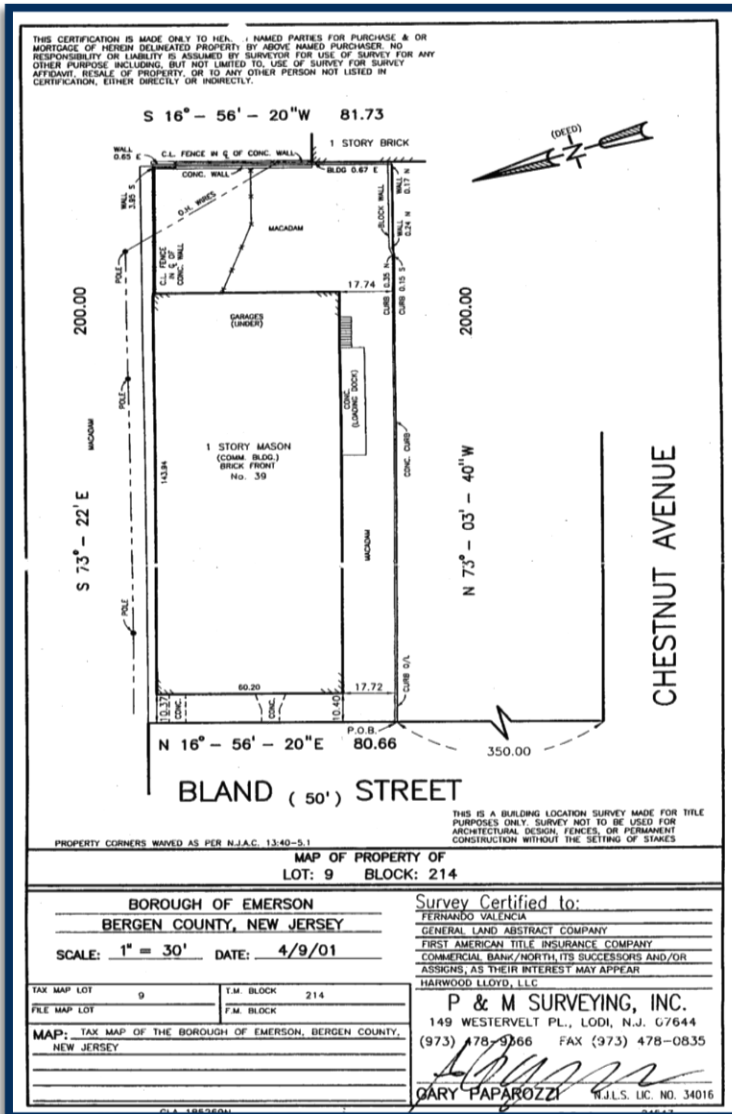 THIS CERTIFICATION IS MADE ONLY TO NAMED PARTIES FOR PURCHASE & OR
MORTGAGE OF HEREIN DELINEATED PROPERTY BY ABOVE NAMED PURCHASER. NO
RESPONSIBILITY OR LIABILITY IS ASSUMED BY SURVEYOR FOR USE OF SURVEY FOR ANY
OTHER PURPOSE INCLUDING, BUT NOT LIMITED TO, USE OF SURVEY FOR SURVEY
AFFIDAVIT, RESALE OF PROPERTY, OR TO ANY OTHER PERSON NOT LISTED IN
CERTIFICATION, EITHER DIRECTLY OR INDIRECTLY.
S 16° - 56' - 20"W 81.73
(DEED)
N
1 STORY BRICK
WALL
0.65 E
C.L. FENCE IN ℄ OF CONC. WALL
CONC. WALL
BLDG 0.67 E
WALL
3.95 S
O.H. WIRES
WALL
0.17 N
BLOCK WALL
WALL
0.24 N
MACADAM
POLE
C.L. FENCE
IN ℄ OF
CONC. WALL
CURB 0.35 N
CURB 0.15 S
17.74
200.00
200.00
GARAGES
(UNDER)
CONC.
(LOADING DOCK)
POLE
MACADAM
1 STORY MASON
(COMM. BLDG.)
BRICK FRONT
No. 39
143.94
CONC. CURB
S 73° - 22' E
N 73° - 03' - 40"W
CHESTNUT AVENUE
MACADAM
POLE
60.20
17.72
CURB O/L
10.37
CONC.
CONC.
10.40
P.O.B.
N 16° - 56' - 20"E 80.66
350.00
BLAND ( 50' ) STREET
THIS IS A BUILDING LOCATION SURVEY MADE FOR TITLE
PURPOSES ONLY. SURVEY NOT TO BE USED FOR
ARCHITECTURAL DESIGN, FENCES, OR PERMANENT
CONSTRUCTION WITHOUT THE SETTING OF STAKES
PROPERTY CORNERS WAIVED AS PER N.J.A.C. 13:40-5.1
MAP OF PROPERTY OF
LOT: 9 BLOCK: 214
BOROUGH OF EMERSON
BERGEN COUNTY, NEW JERSEY
SCALE: 1" = 30' DATE: 4/9/01
TAX MAP LOT 9 T.M. BLOCK 214
FILE MAP LOT F.M. BLOCK
MAP: TAX MAP OF THE BOROUGH OF EMERSON, BERGEN COUNTY,
NEW JERSEY
Survey Certified to:
FERNANDO VALENCIA
GENERAL LAND ABSTRACT COMPANY
FIRST AMERICAN TITLE INSURANCE COMPANY
COMMERCIAL BANK/NORTH, ITS SUCCESSORS AND/OR
ASSIGNS, AS THEIR INTEREST MAY APPEAR
HARWOOD LLOYD, LLC
P & M SURVEYING, INC.
149 WESTERVELT PL., LODI, N.J. 07644
(973) 478-9366 FAX (973) 478-0835
GARY PAPAROZZI N.J.L.S. LIC. NO. 34016